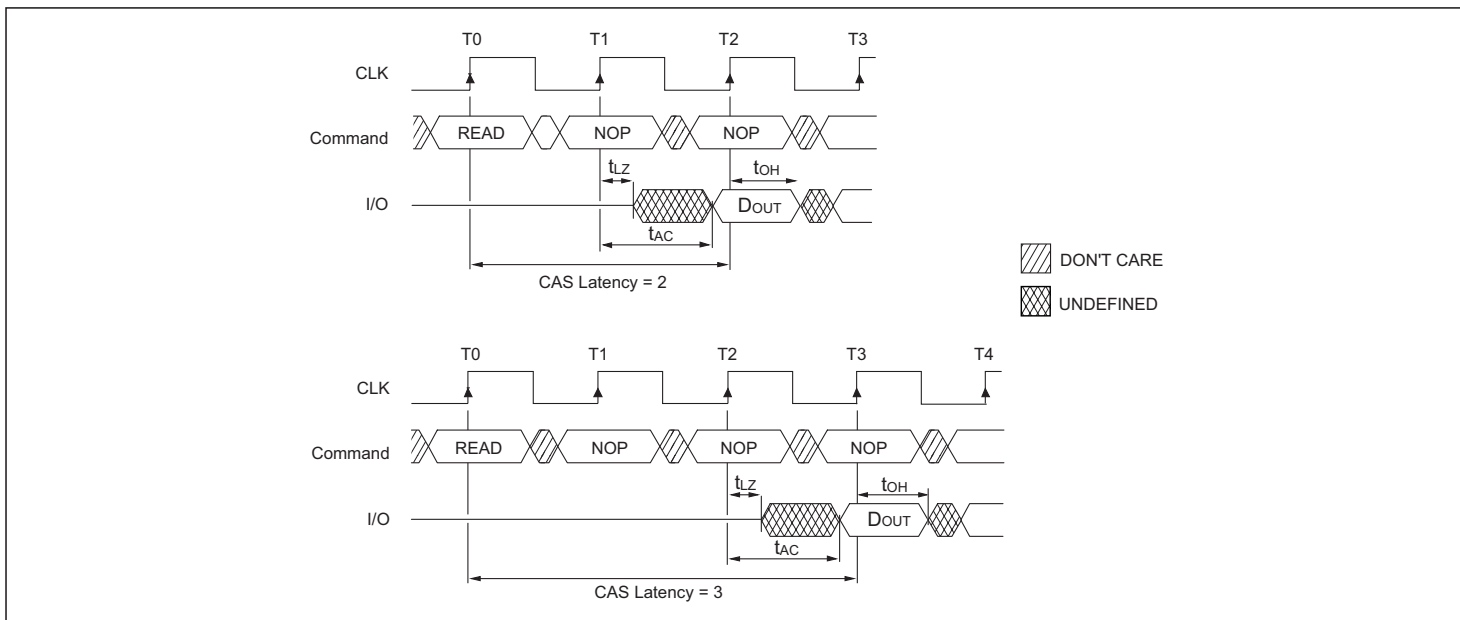 T0 T1 T2 T3
CLK
Command READ NOP NOP
tLZ tOH
I/O DOUT
tAC
CAS Latency = 2
DON'T CARE
UNDEFINED
T0 T1 T2 T3 T4
CLK
Command READ NOP NOP NOP
tLZ tOH
I/O DOUT
tAC
CAS Latency = 3